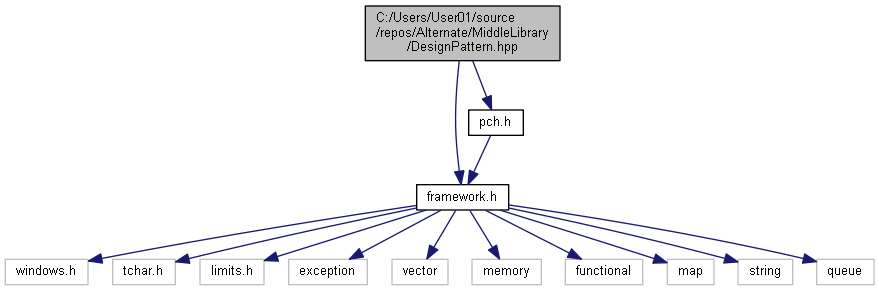 C:/Users/User01/source
/repos/Alternate/MiddleLibrary
/DesignPattern.hpp
pch.h
framework.h
windows.h
tchar.h
limits.h
exception
vector
memory
functional
map
string
queue